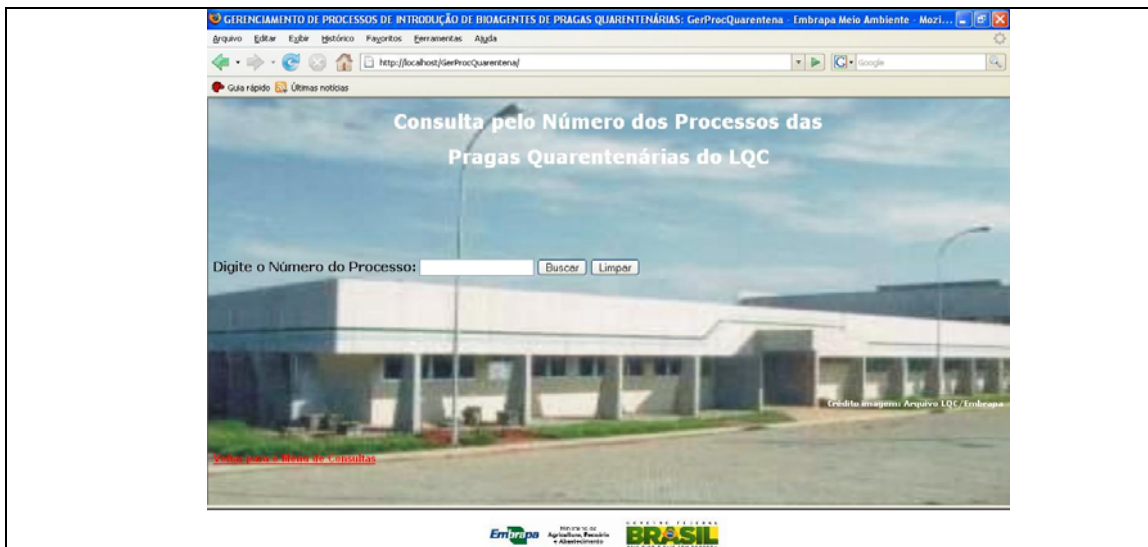 GERENCIAMENTO DE PROCESSOS DE INTRODUÇÃO DE BIOAGENTES DE PRAGAS QUARENTENÁRIAS: GerProcQuarentena - Embrapa Meio Ambiente - Mozi...
Arquivo Editar Exibir Histórico Favoritos Ferramentas Ajuda
http://localhost/GerProcQuarentena/ Google
Guia rápido Últimas notícias
Consulta pelo Número dos Processos das
Pragas Quarentenárias do LQC
Digite o Número do Processo: Buscar Limpar
Crédito imagem: Arquivo LQC/Embrapa
Voltar para o Menu de Consultas
Embrapa
Ministério da
Agricultura, Pecuária
e Abastecimento
GOVERNO FEDERAL
BRASIL